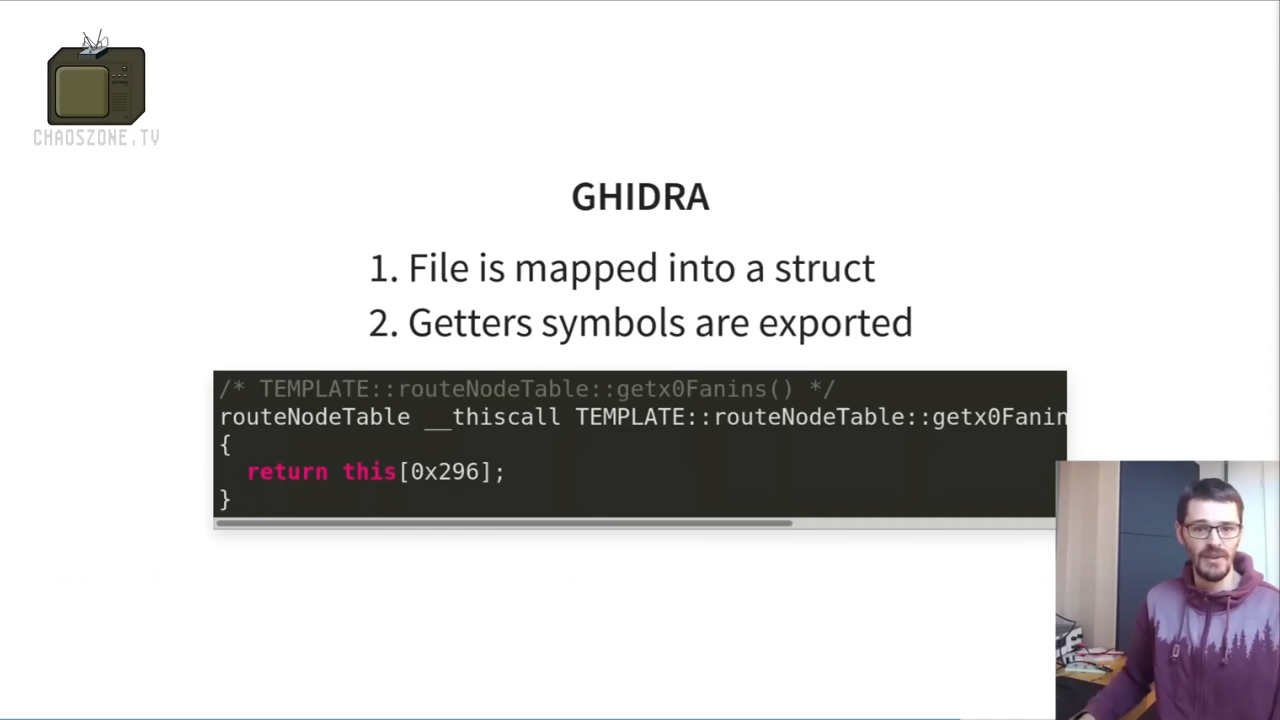 CHAOSZONE.TV
GHIDRA
1. File is mapped into a struct
2. Getters symbols are exported
/* TEMPLATE::routeNodeTable::getx0Fanins() */
routeNodeTable __thiscall TEMPLATE::routeNodeTable::getx0Fanin
{
return this[0x296];
}